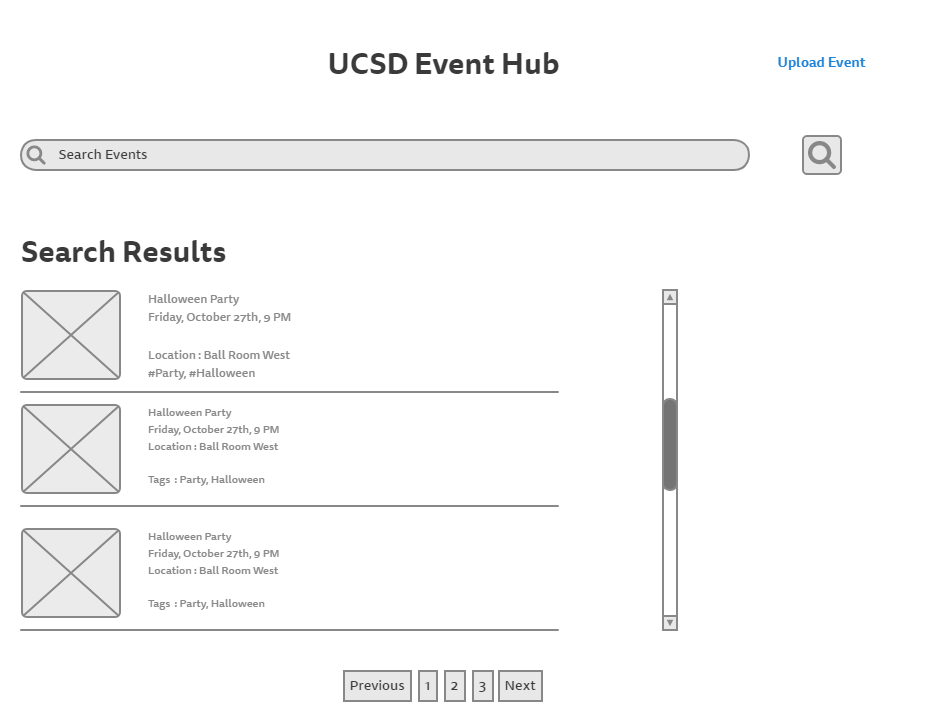 UCSD Event Hub
Upload Event
Search Events
Search Results
Halloween Party
Friday, October 27th, 9 PM
Location : Ball Room West
#Party, #Halloween
Halloween Party
Friday, October 27th, 9 PM
Location : Ball Room West
Tags : Party, Halloween
Halloween Party
Friday, October 27th, 9 PM
Location : Ball Room West
Tags : Party, Halloween
Previous 1 2 3 Next